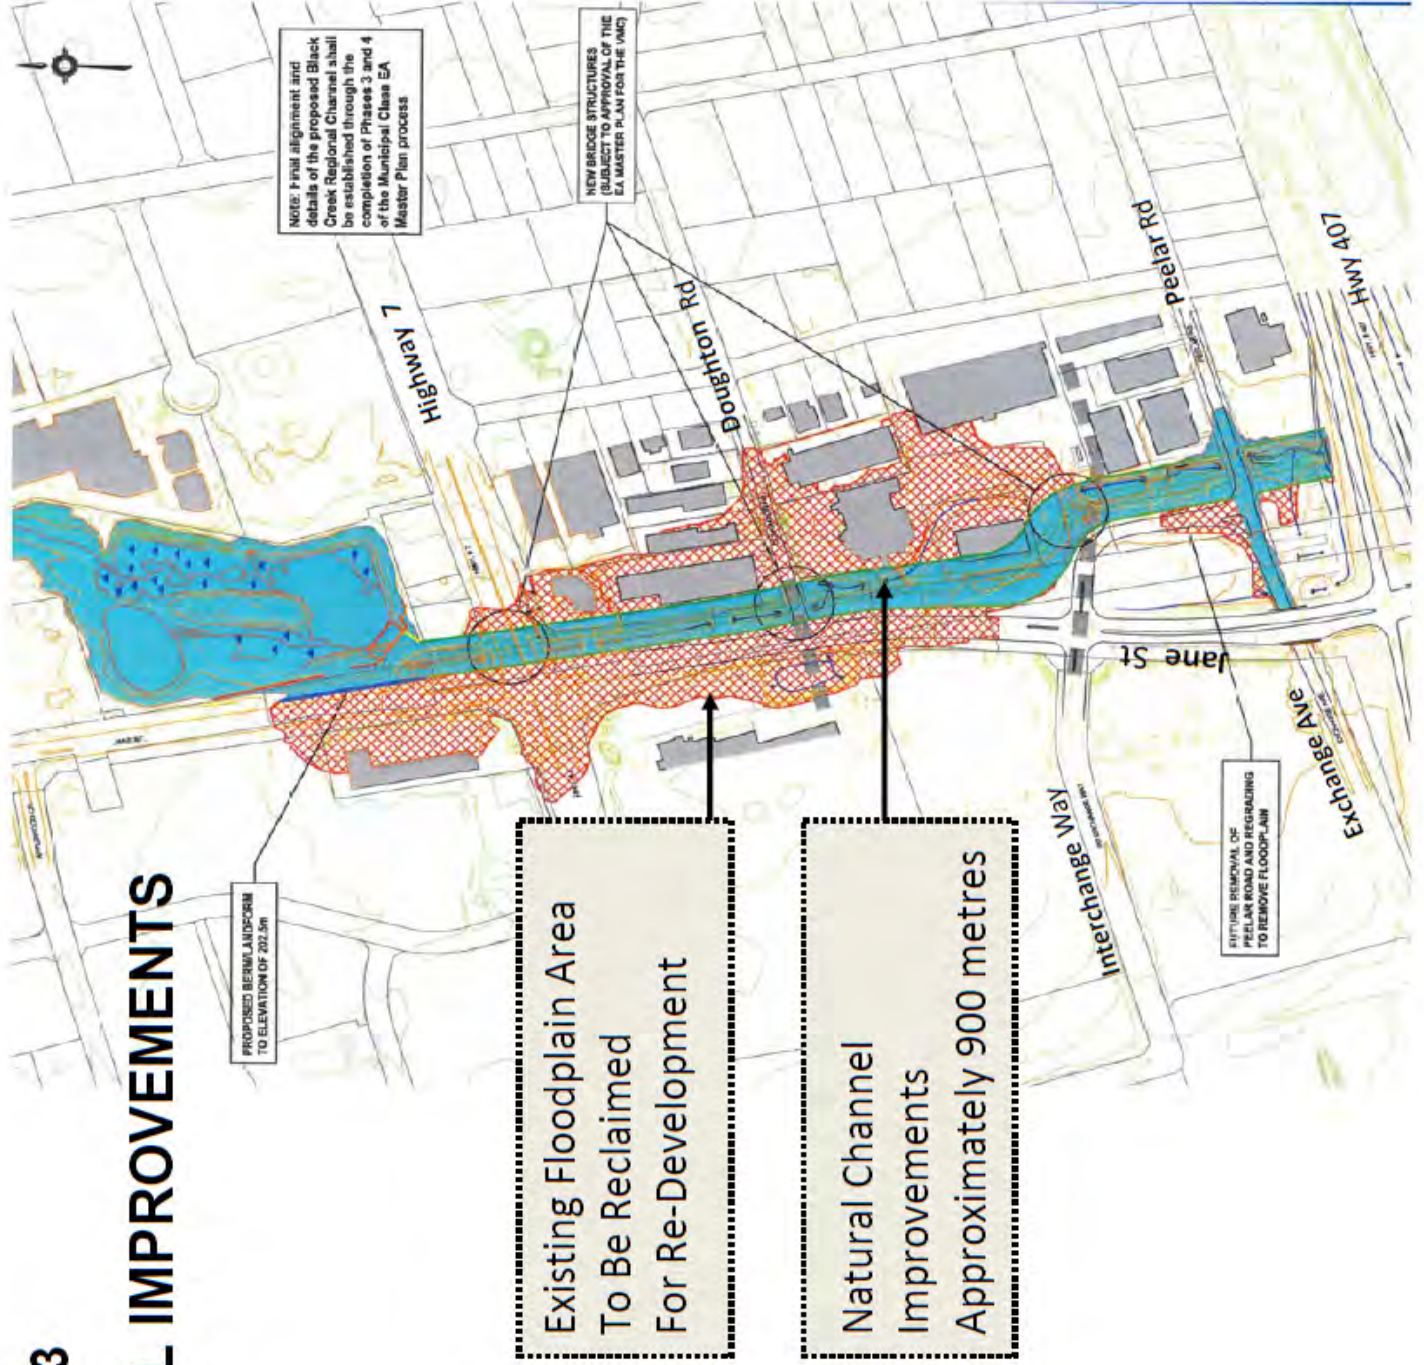 3
L IMPROVEMENTS
Note: Final alignment and
details of the proposed Black
Creek Regional Channel shall
be established through the
completion of Phases 3 and 4
of the Municipal Class EA
Master Plan process
NEW BRIDGE STRUCTURES
(SUBJECT TO APPROVAL OF THE
EA MASTER PLAN FOR THE VMC)
PROPOSED BERM/LANDFORM
TO ELEVATION OF 202.5m
Existing Floodplain Area
To Be Reclaimed
For Re-Development
Natural Channel
Improvements
Approximately 900 metres
FUTURE REMOVAL OF
PEELAR ROAD AND REGRADING
TO REMOVE FLOODPLAIN
Highway 7
Doughton Rd
Peelar Rd
Hwy 407
Jane St
Interchange Way
Exchange Ave